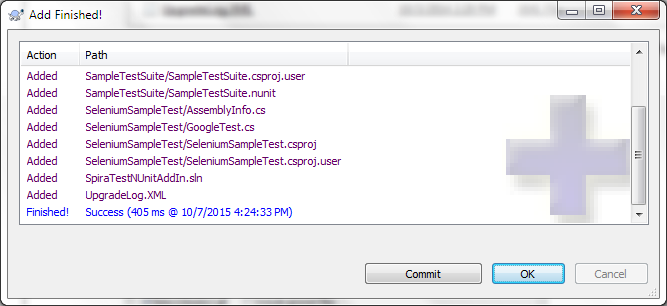 Add Finished!
Action Path
Added SampleTestSuite/SampleTestSuite.csproj.user
Added SampleTestSuite/SampleTestSuite.nunit
Added SeleniumSampleTest/AssemblyInfo.cs
Added SeleniumSampleTest/GoogleTest.cs
Added SeleniumSampleTest/SeleniumSampleTest.csproj
Added SeleniumSampleTest/SeleniumSampleTest.csproj.user
Added SpiraTestNUnitAddIn.sln
Added UpgradeLog.XML
Finished! Success (405 ms @ 10/7/2015 4:24:33 PM)
Commit OK Cancel